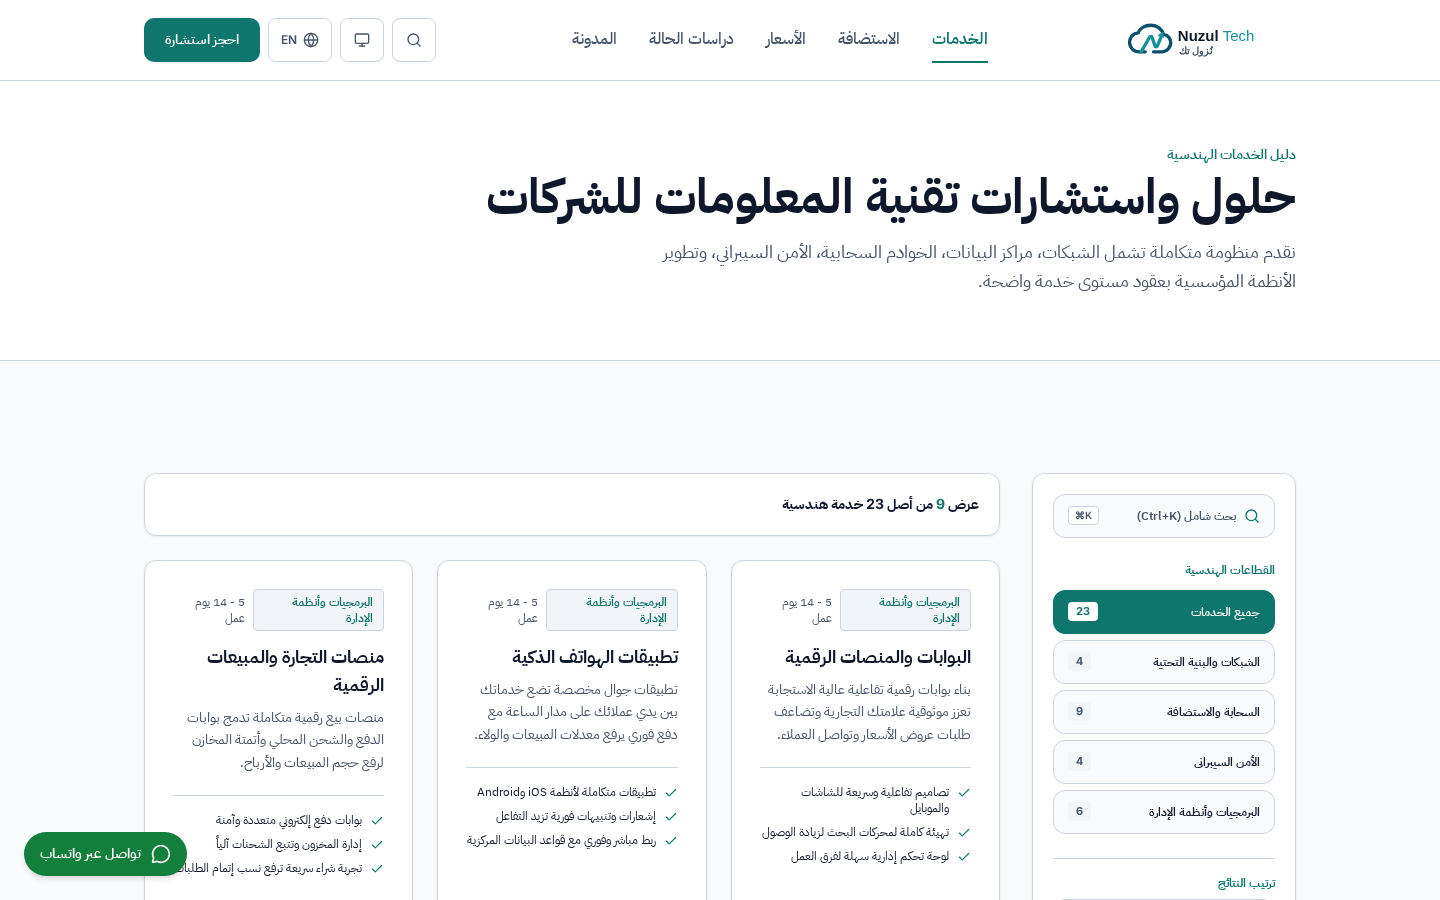 Nuzul Tech
نُزول تك
الخدمات
الاستضافة
الأسعار
دراسات الحالة
المدونة
EN
احجز استشارة
دليل الخدمات الهندسية
حلول واستشارات تقنية المعلومات للشركات
نقدم منظومة متكاملة تشمل الشبكات، مراكز البيانات، الخوادم السحابية، الأمن السيبراني، وتطوير
الأنظمة المؤسسية بعقود مستوى خدمة واضحة.
بحث شامل (Ctrl+K)
⌘K
القطاعات الهندسية
جميع الخدمات
23
الشبكات والبنية التحتية
4
السحابة والاستضافة
9
الأمن السيبراني
4
البرمجيات وأنظمة الإدارة
6
ترتيب النتائج
عرض 9 من أصل 23 خدمة هندسية
البرمجيات وأنظمة
الإدارة
5 - 14 يوم
عمل
البوابات والمنصات الرقمية
بناء بوابات رقمية تفاعلية عالية الاستجابة
تعزز موثوقية علامتك التجارية وتضاعف
طلبات عروض الأسعار وتواصل العملاء.
تصاميم تفاعلية وسريعة للشاشات
والموبايل
تهيئة كاملة لمحركات البحث لزيادة الوصول
لوحة تحكم إدارية سهلة لفرق العمل
البرمجيات وأنظمة
الإدارة
5 - 14 يوم
عمل
تطبيقات الهواتف الذكية
تطبيقات جوال مخصصة تضع خدماتك
بين يدي عملائك على مدار الساعة مع
دفع فوري يرفع معدلات المبيعات والولاء.
تطبيقات متكاملة لأنظمة iOS وAndroid
إشعارات وتنبيهات فورية تزيد التفاعل
ربط مباشر وفوري مع قواعد البيانات المركزية
البرمجيات وأنظمة
الإدارة
5 - 14 يوم
عمل
منصات التجارة والمبيعات
الرقمية
منصات بيع رقمية متكاملة تدمج بوابات
الدفع والشحن المحلي وأتمتة المخازن
لرفع حجم المبيعات والأرباح.
بوابات دفع إلكتروني متعددة وآمنة
إدارة المخزون وتتبع الشحنات آلياً
تجربة شراء سريعة ترفع نسب إتمام الطلبات
تواصل عبر واتساب